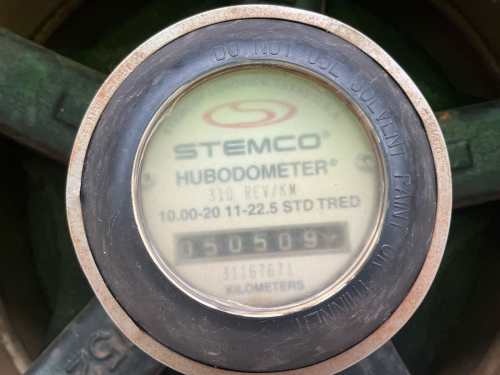 DO NOT USE SOLVENT PAINT OR THINNER
STEMCO®
HUBODOMETER®
310 REV/KM
10.00-20 11-22.5 STD TRED
050509
31167671
KILOMETERS